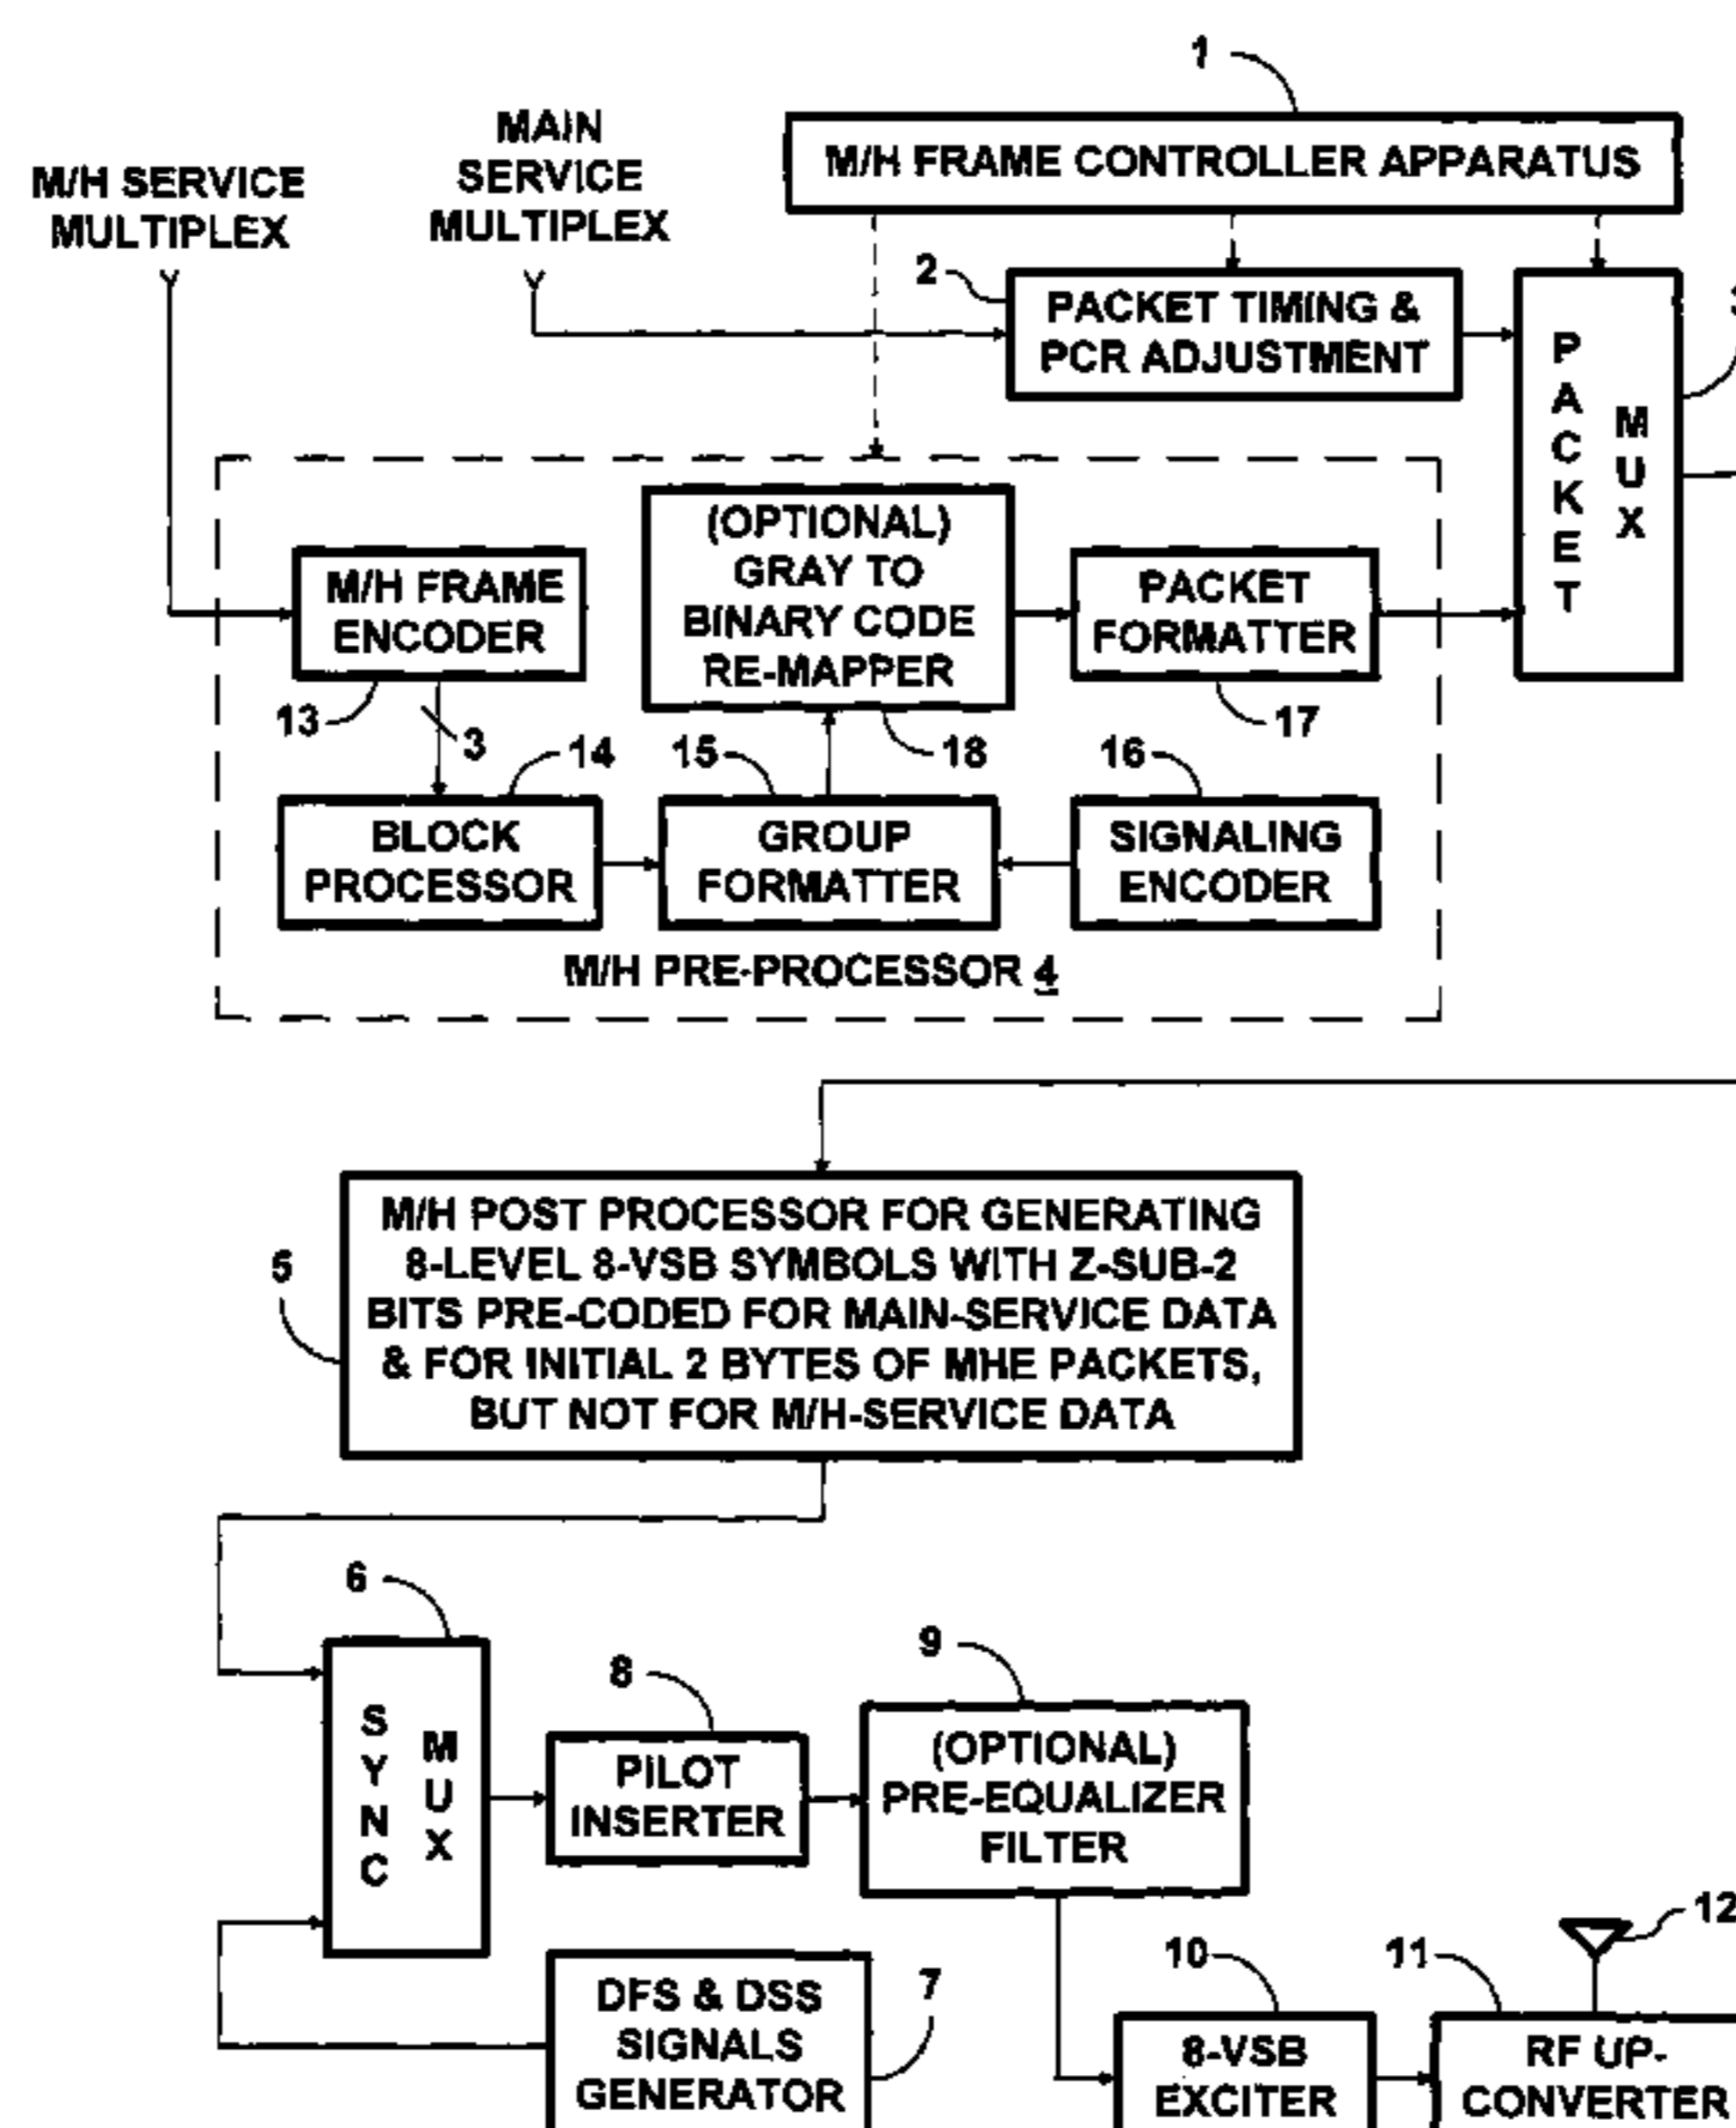 1
MAIN
SERVICE
MULTIPLEX
M/H SERVICE
MULTIPLEX
M/H FRAME CONTROLLER APPARATUS
2
PACKET TIMING &
PCR ADJUSTMENT
PACKET
MUX
(OPTIONAL)
GRAY TO
BINARY CODE
RE-MAPPER
M/H FRAME
ENCODER
PACKET
FORMATTER
13
3
14
15
18
16
17
BLOCK
PROCESSOR
GROUP
FORMATTER
SIGNALING
ENCODER
M/H PRE-PROCESSOR 4
5
M/H POST PROCESSOR FOR GENERATING
8-LEVEL 8-VSB SYMBOLS WITH Z-SUB-2
BITS PRE-CODED FOR MAIN-SERVICE DATA
& FOR INITIAL 2 BYTES OF MHE PACKETS,
BUT NOT FOR M/H-SERVICE DATA
6
SYNC
MUX
8
PILOT
INSERTER
9
(OPTIONAL)
PRE-EQUALIZER
FILTER
12
7
DFS & DSS
SIGNALS
GENERATOR
10
8-VSB
EXCITER
11
RF UP-
CONVERTER